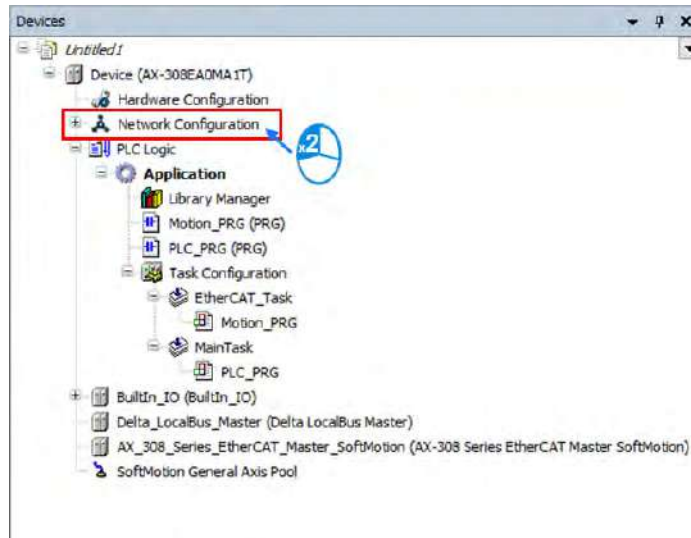 Devices
Untitled1
Device (AX-308EA0MA1T)
Hardware Configuration
Network Configuration
x2
PLC Logic
Application
Library Manager
Motion_PRG (PRG)
PLC_PRG (PRG)
Task Configuration
EtherCAT_Task
Motion_PRG
MainTask
PLC_PRG
BuiltIn_IO (BuiltIn_IO)
Delta_LocalBus_Master (Delta LocalBus Master)
AX_308_Series_EtherCAT_Master_SoftMotion (AX-308 Series EtherCAT Master SoftMotion)
SoftMotion General Axis Pool